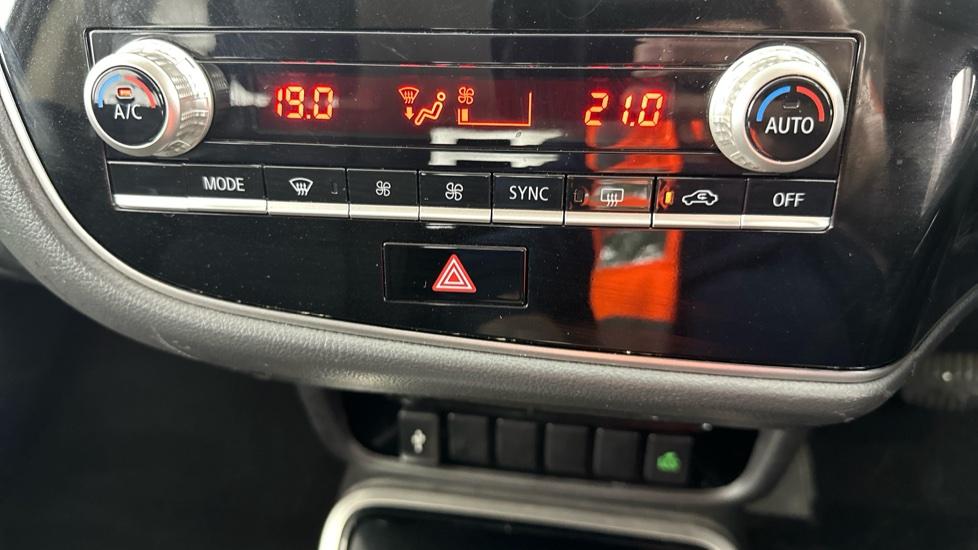 19.0 21.0
A/C AUTO
MODE SYNC OFF